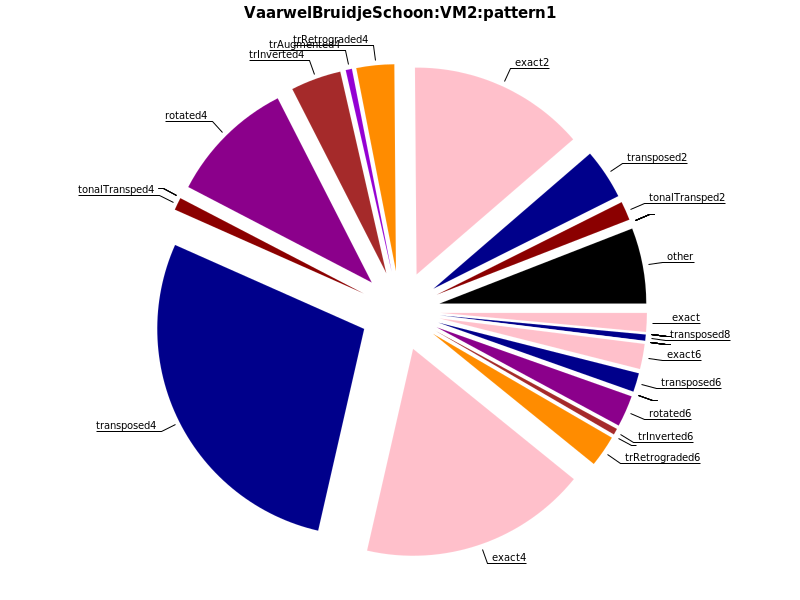 VaarwelBruidjeSchoon:VM2:pattern1
trRetrograded4
trAugmented4
trInverted4
exact2
rotated4
transposed2
tonalTransped4
tonalTransped2
other
exact
transposed8
exact6
transposed6
rotated6
transposed4
trInverted6
trRetrograded6
exact4